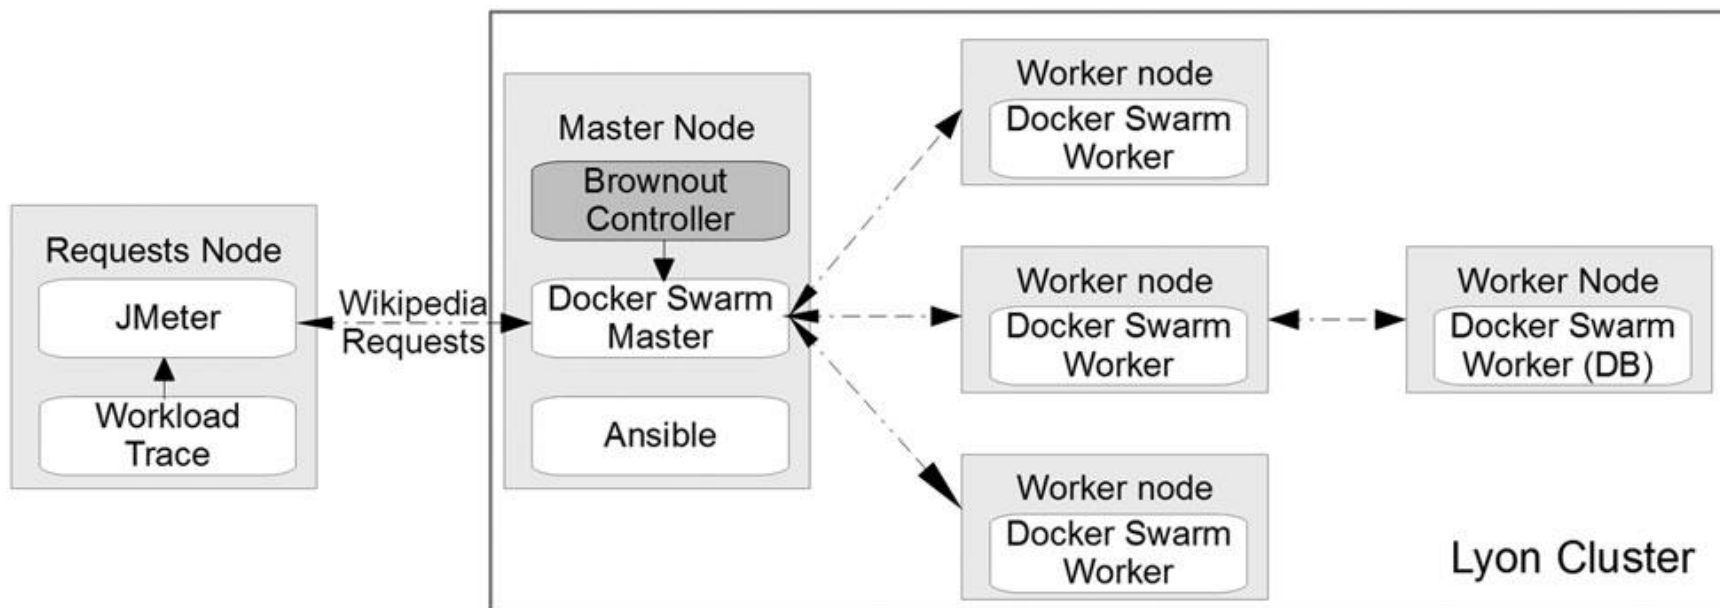 Requests Node
JMeter
Workload
Trace
Wikipedia
Requests
Master Node
Brownout
Controller
Docker Swarm
Master
Ansible
Worker node
Docker Swarm
Worker
Worker node
Docker Swarm
Worker
Worker Node
Docker Swarm
Worker (DB)
Worker node
Docker Swarm
Worker
Lyon Cluster